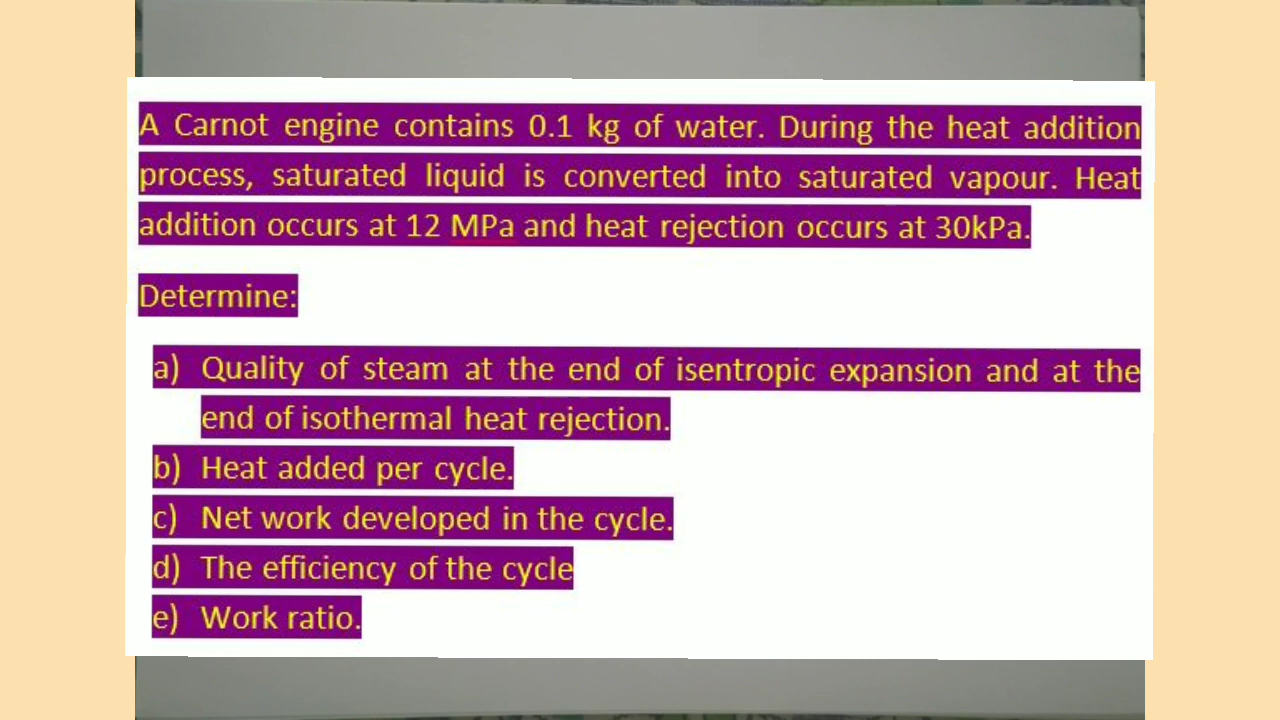 A Carnot engine contains 0.1 kg of water. During the heat addition
process, saturated liquid is converted into saturated vapour. Heat
addition occurs at 12 MPa and heat rejection occurs at 30kPa.
Determine:
a) Quality of steam at the end of isentropic expansion and at the
end of isothermal heat rejection.
b) Heat added per cycle.
c) Net work developed in the cycle.
d) The efficiency of the cycle
e) Work ratio.